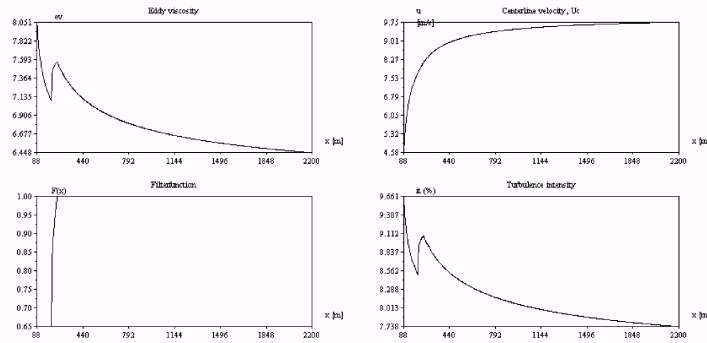 Eddy viscosity
ev
8.051
7.822
7.593
7.364
7.135
6.906
6.677
6.448
88 440 792 1144 1496 1848 2200
x [m]
Centerline velocity, Uc
u
[m/s]
9.75
9.01
8.27
7.53
6.79
6.05
5.32
4.58
88 440 792 1144 1496 1848 2200
x [m]
Filterfunction
F(x)
1.00
0.95
0.90
0.85
0.80
0.75
0.70
0.65
88 440 792 1144 1496 1848 2200
x [m]
Turbulence intensity
it (%)
9.661
9.387
9.112
8.837
8.562
8.288
8.013
7.738
88 440 792 1144 1496 1848 2200
x [m]